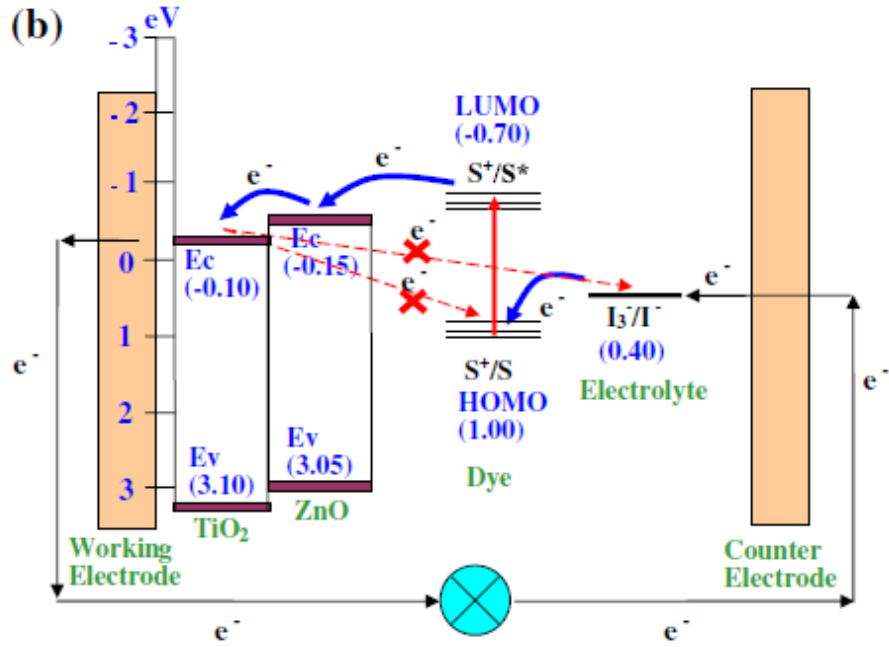 (b)
eV
- 3
- 2
- 1
0
1
2
3
LUMO
(-0.70)
S⁺/S*
e⁻
e⁻
e⁻
e⁻
Ec
(-0.10)
Ec
(-0.15)
e⁻
e⁻
I₃⁻/I⁻
(0.40)
Electrolyte
S⁺/S
HOMO
(1.00)
Dye
e⁻
e⁻
Ev
(3.10)
Ev
(3.05)
TiO₂
ZnO
Working
Electrode
Counter
Electrode
e⁻
e⁻